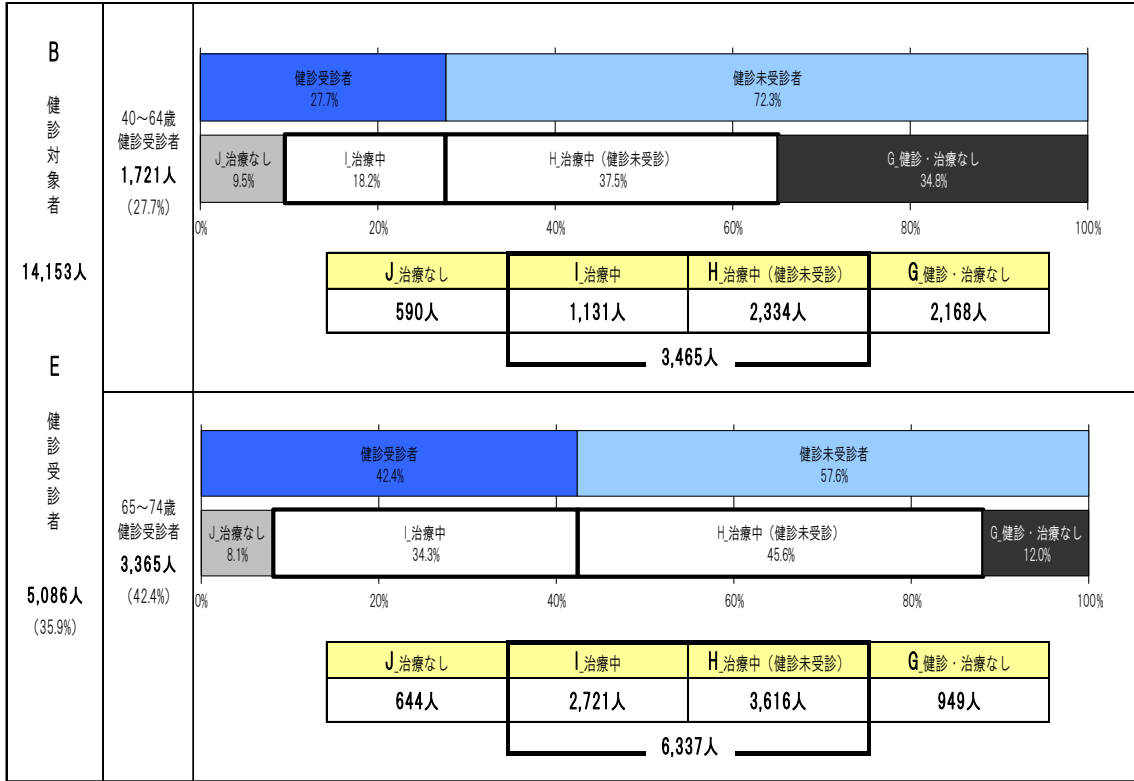 B
健診対象者
14,153人
E
健診受診者
5,086人
(35.9%)
40～64歳
健診受診者
1,721人
(27.7%)
健診受診者
27.7%
健診未受診者
72.3%
J_治療なし
9.5%
I_治療中
18.2%
H_治療中（健診未受診）
37.5%
G_健診・治療なし
34.8%
0% 20% 40% 60% 80% 100%
J_治療なし I_治療中 H_治療中（健診未受診） G_健診・治療なし
590人 1,131人 2,334人 2,168人
3,465人
65～74歳
健診受診者
3,365人
(42.4%)
健診受診者
42.4%
健診未受診者
57.6%
J_治療なし
8.1%
I_治療中
34.3%
H_治療中（健診未受診）
45.6%
G_健診・治療なし
12.0%
0% 20% 40% 60% 80% 100%
J_治療なし I_治療中 H_治療中（健診未受診） G_健診・治療なし
644人 2,721人 3,616人 949人
6,337人